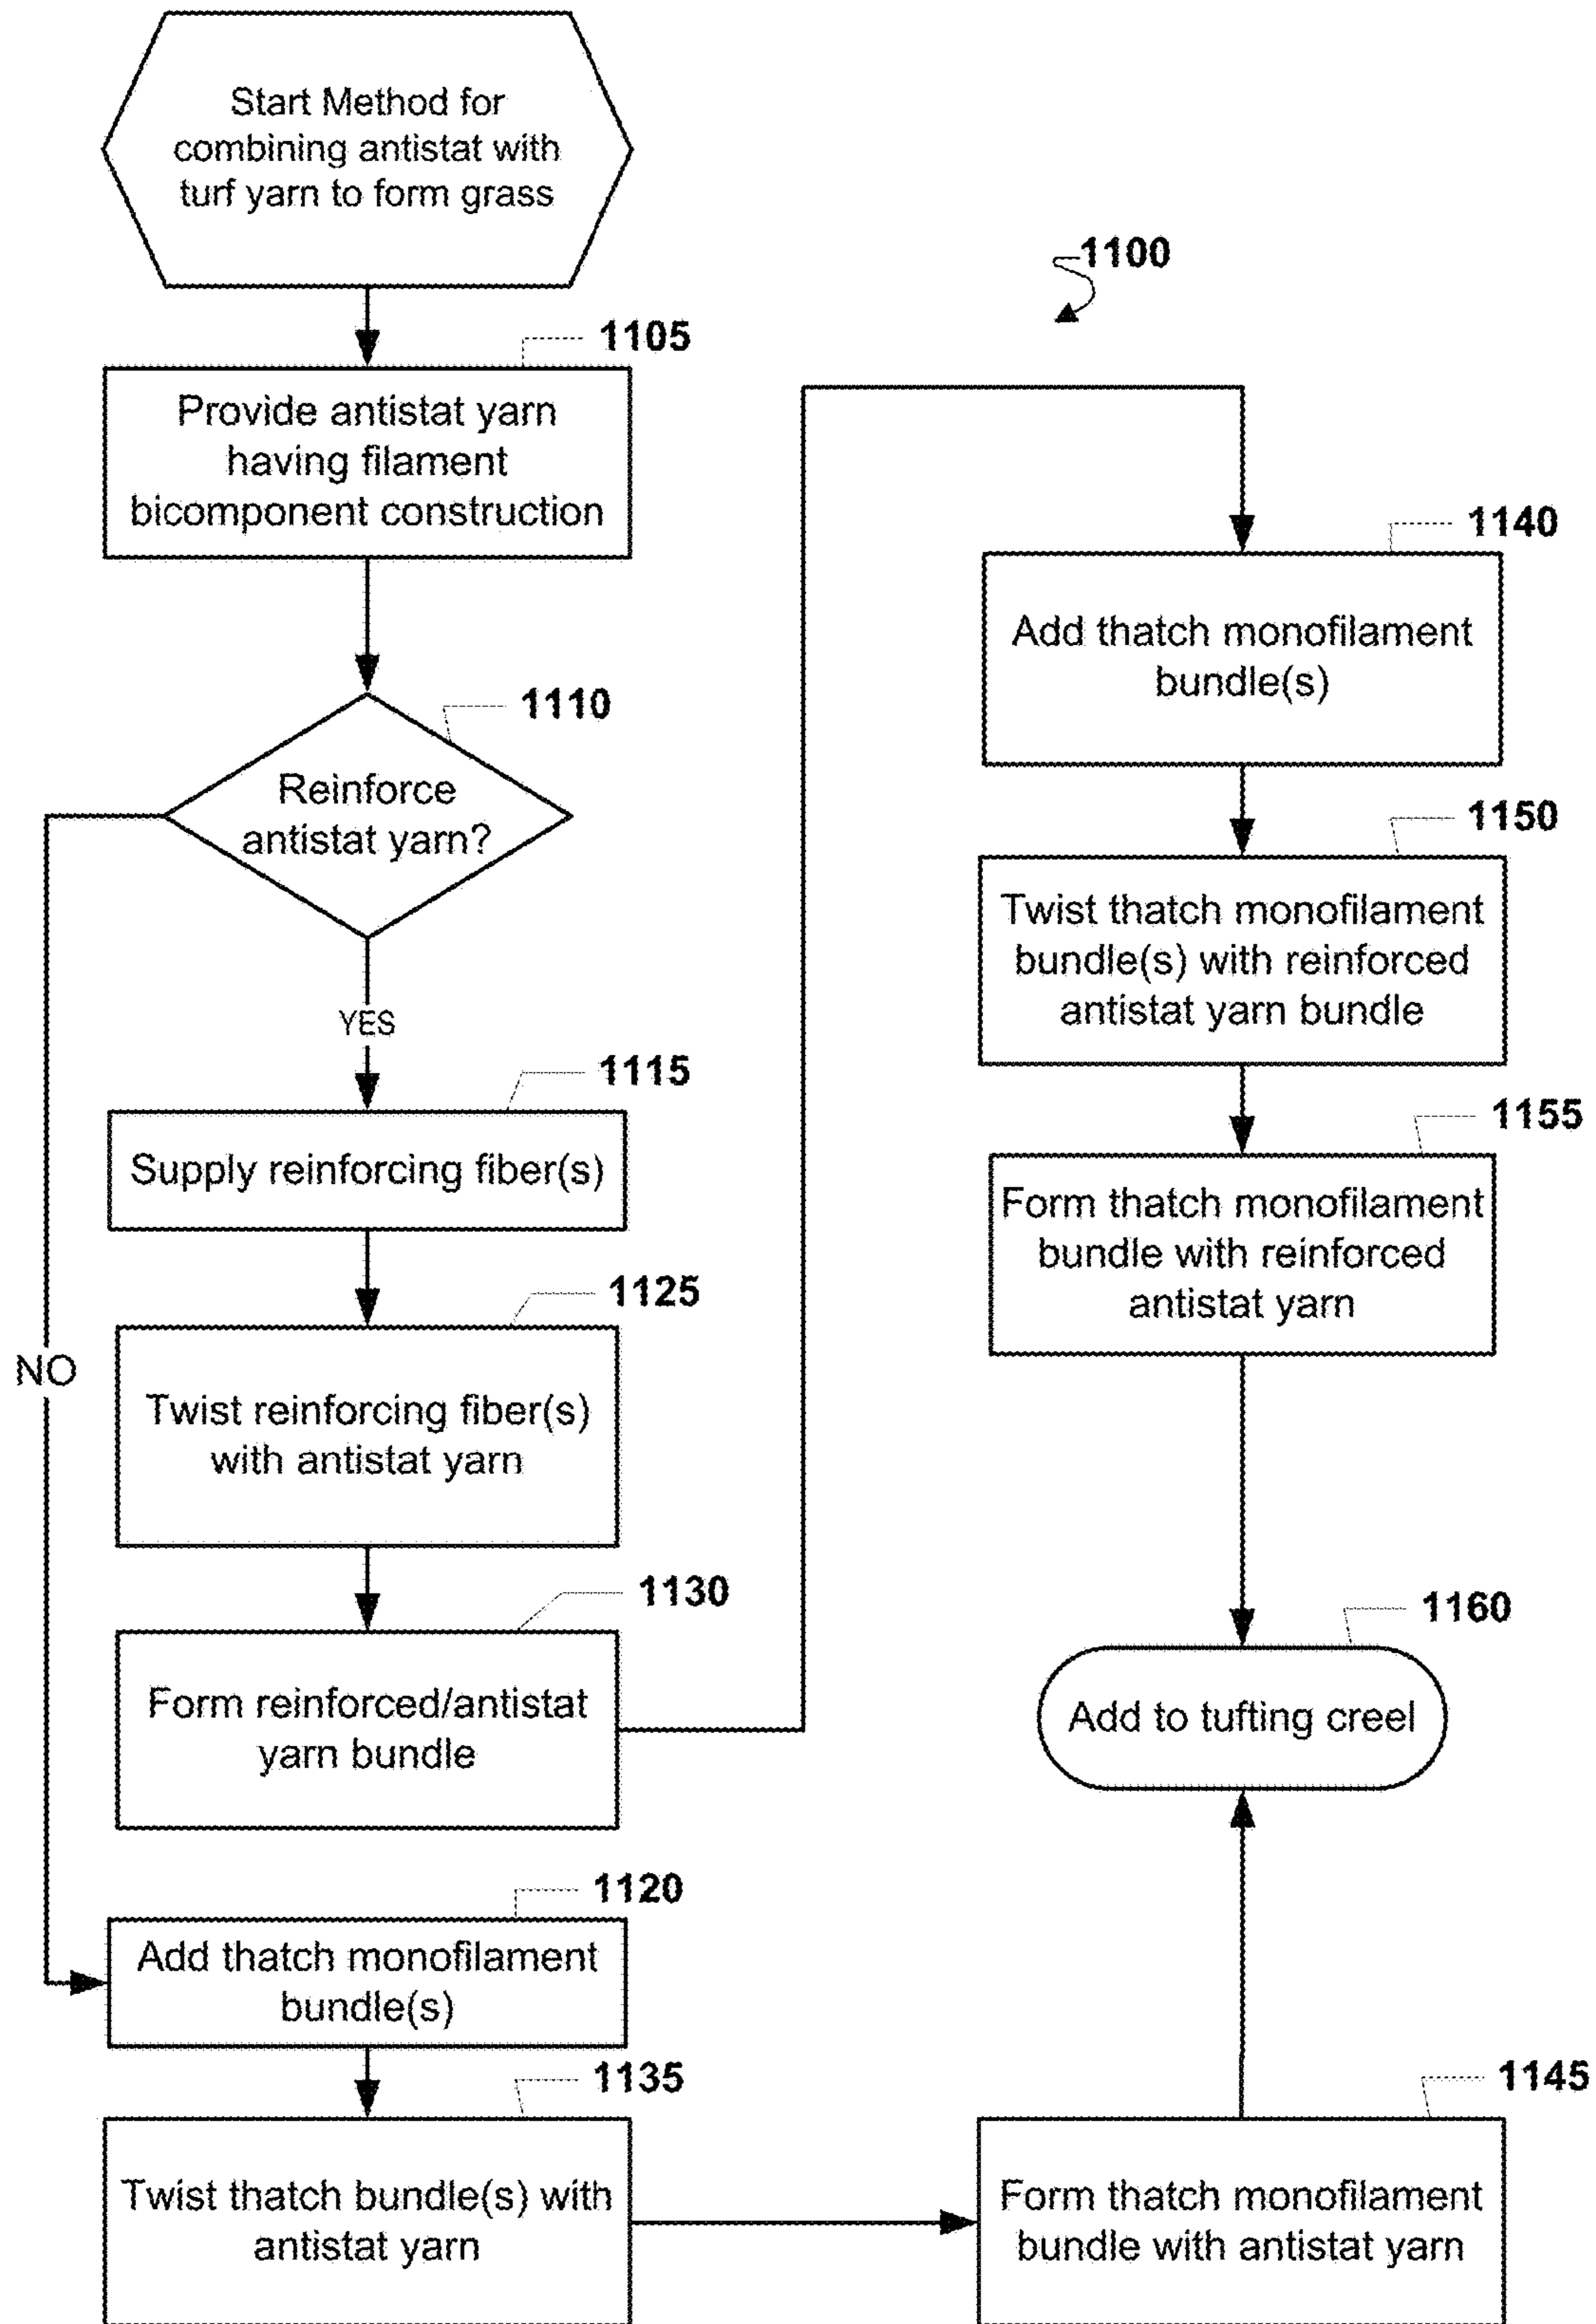 Start Method for
combining antistat with
turf yarn to form grass
1100
1105
Provide antistat yarn
having filament
bicomponent construction
1110
Reinforce
antistat yarn?
YES
NO
1115
Supply reinforcing fiber(s)
1125
Twist reinforcing fiber(s)
with antistat yarn
1130
Form reinforced/antistat
yarn bundle
1120
Add thatch monofilament
bundle(s)
1135
Twist thatch bundle(s) with
antistat yarn
1140
Add thatch monofilament
bundle(s)
1150
Twist thatch monofilament
bundle(s) with reinforced
antistat yarn bundle
1155
Form thatch monofilament
bundle with reinforced
antistat yarn
1160
Add to tufting creel
1145
Form thatch monofilament
bundle with antistat yarn